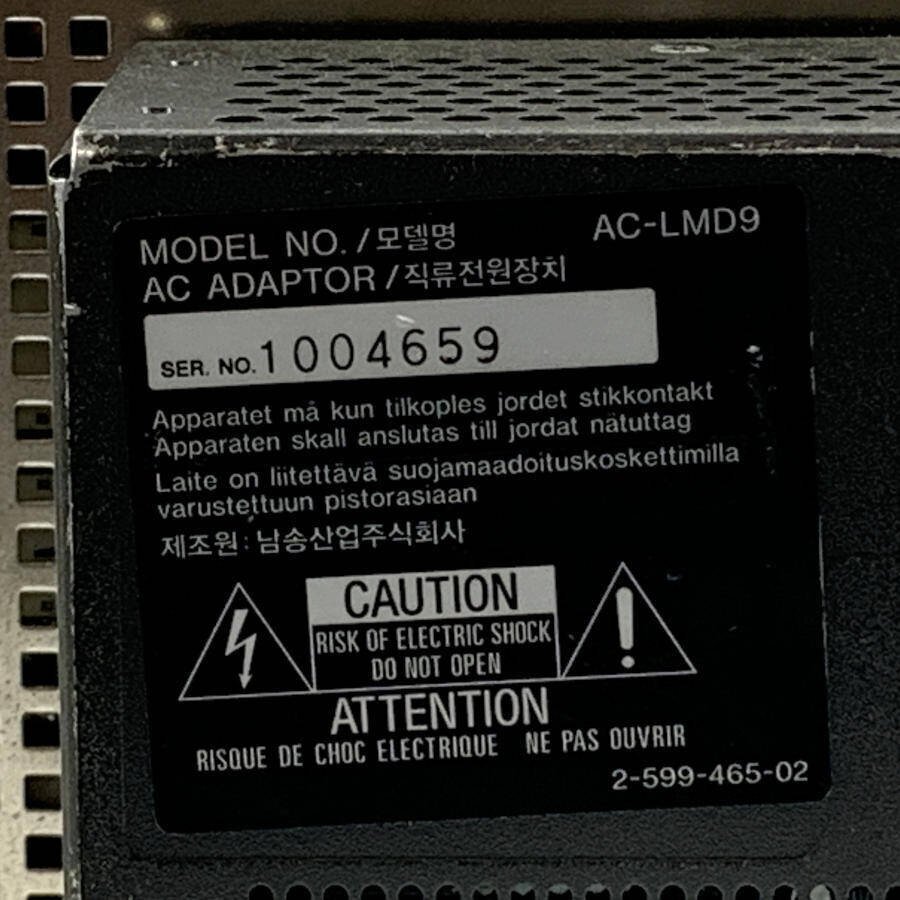 MODEL NO./모델명 AC-LMD9
AC ADAPTOR/직류전원장치
SER. NO. 1004659
Apparatet må kun tilkoples jordet stikkontakt
Apparaten skall anslutas till jordat nätuttag
Laite on liitettävä suojamaadoituskoskettimilla
varustettuun pistorasiaan
제조원: 남송산업주식회사
CAUTION
RISK OF ELECTRIC SHOCK
DO NOT OPEN
ATTENTION
RISQUE DE CHOC ELECTRIQUE NE PAS OUVRIR
2-599-465-02